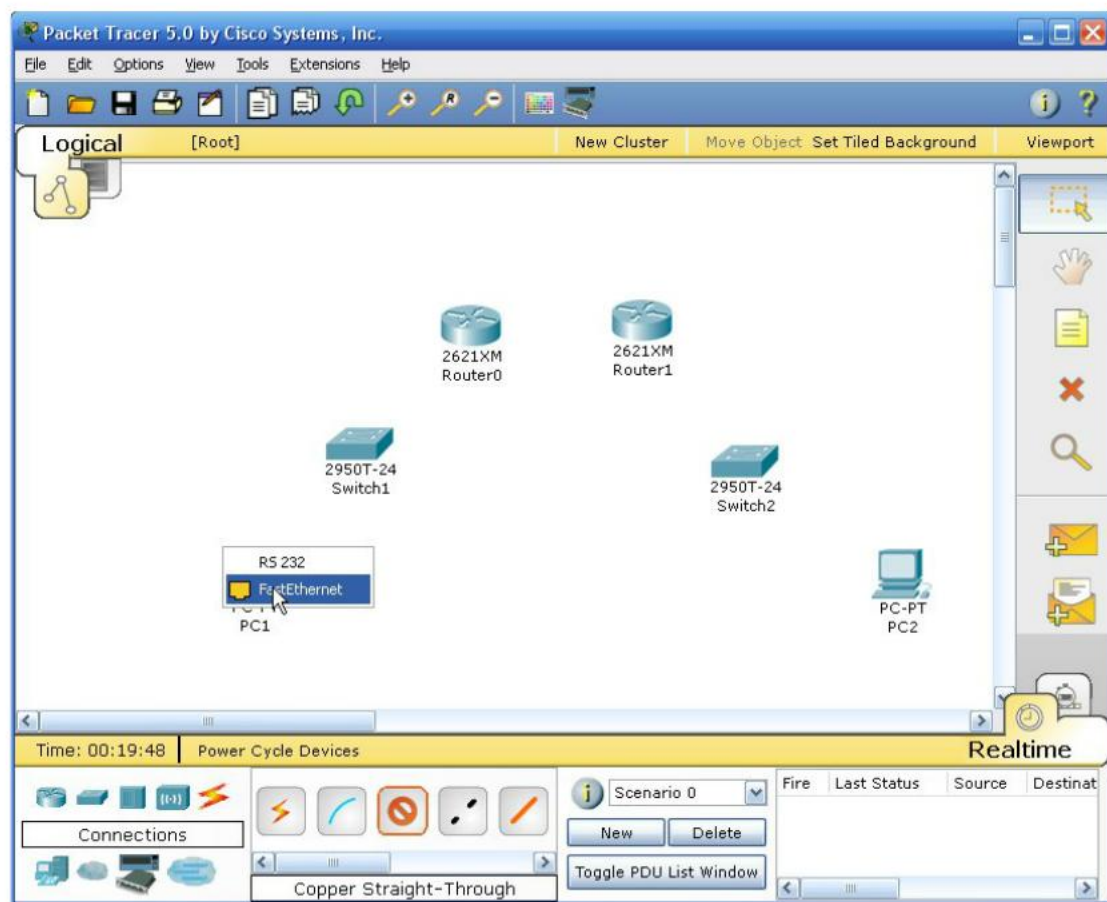 Packet Tracer 5.0 by Cisco Systems, Inc.
File Edit Options View Tools Extensions Help
Logical [Root] New Cluster Move Object Set Tiled Background Viewport
2621XM
Router0
2621XM
Router1
2950T-24
Switch1
2950T-24
Switch2
RS 232
FastEthernet
PC1
PC-PT
PC2
Time: 00:19:48 Power Cycle Devices Realtime
Connections
Copper Straight-Through
Scenario 0
New Delete
Toggle PDU List Window
Fire Last Status Source Destinat